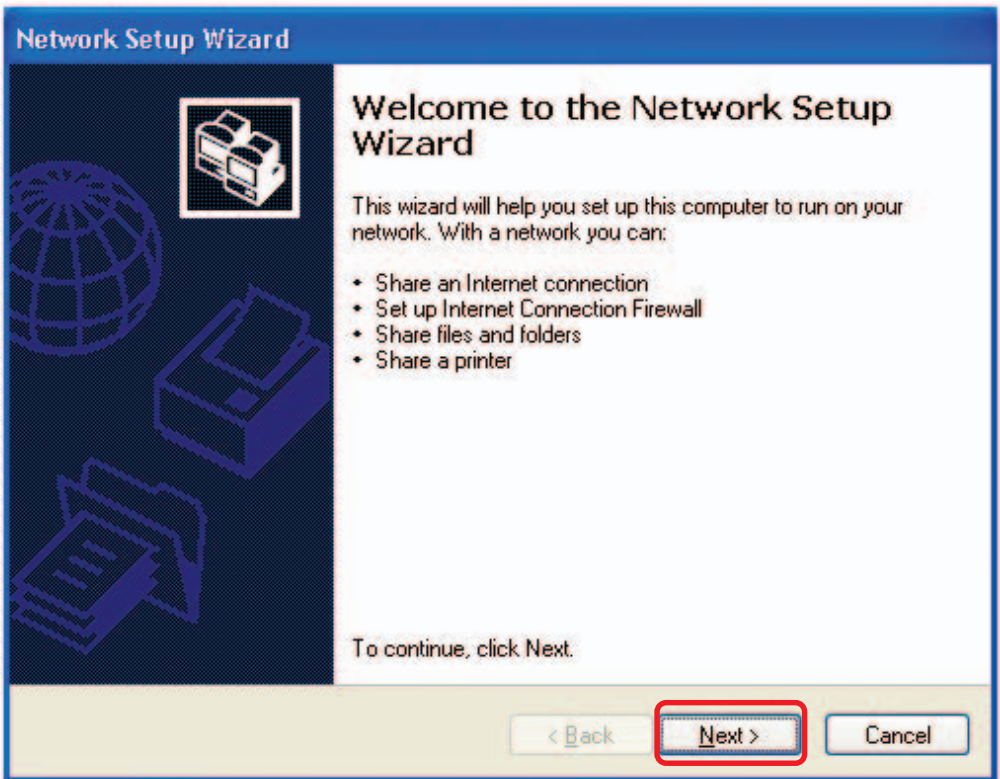 Network Setup Wizard
Welcome to the Network Setup
Wizard
This wizard will help you set up this computer to run on your
network. With a network you can:
• Share an Internet connection
• Set up Internet Connection Firewall
• Share files and folders
• Share a printer
To continue, click Next.
< Back Next > Cancel